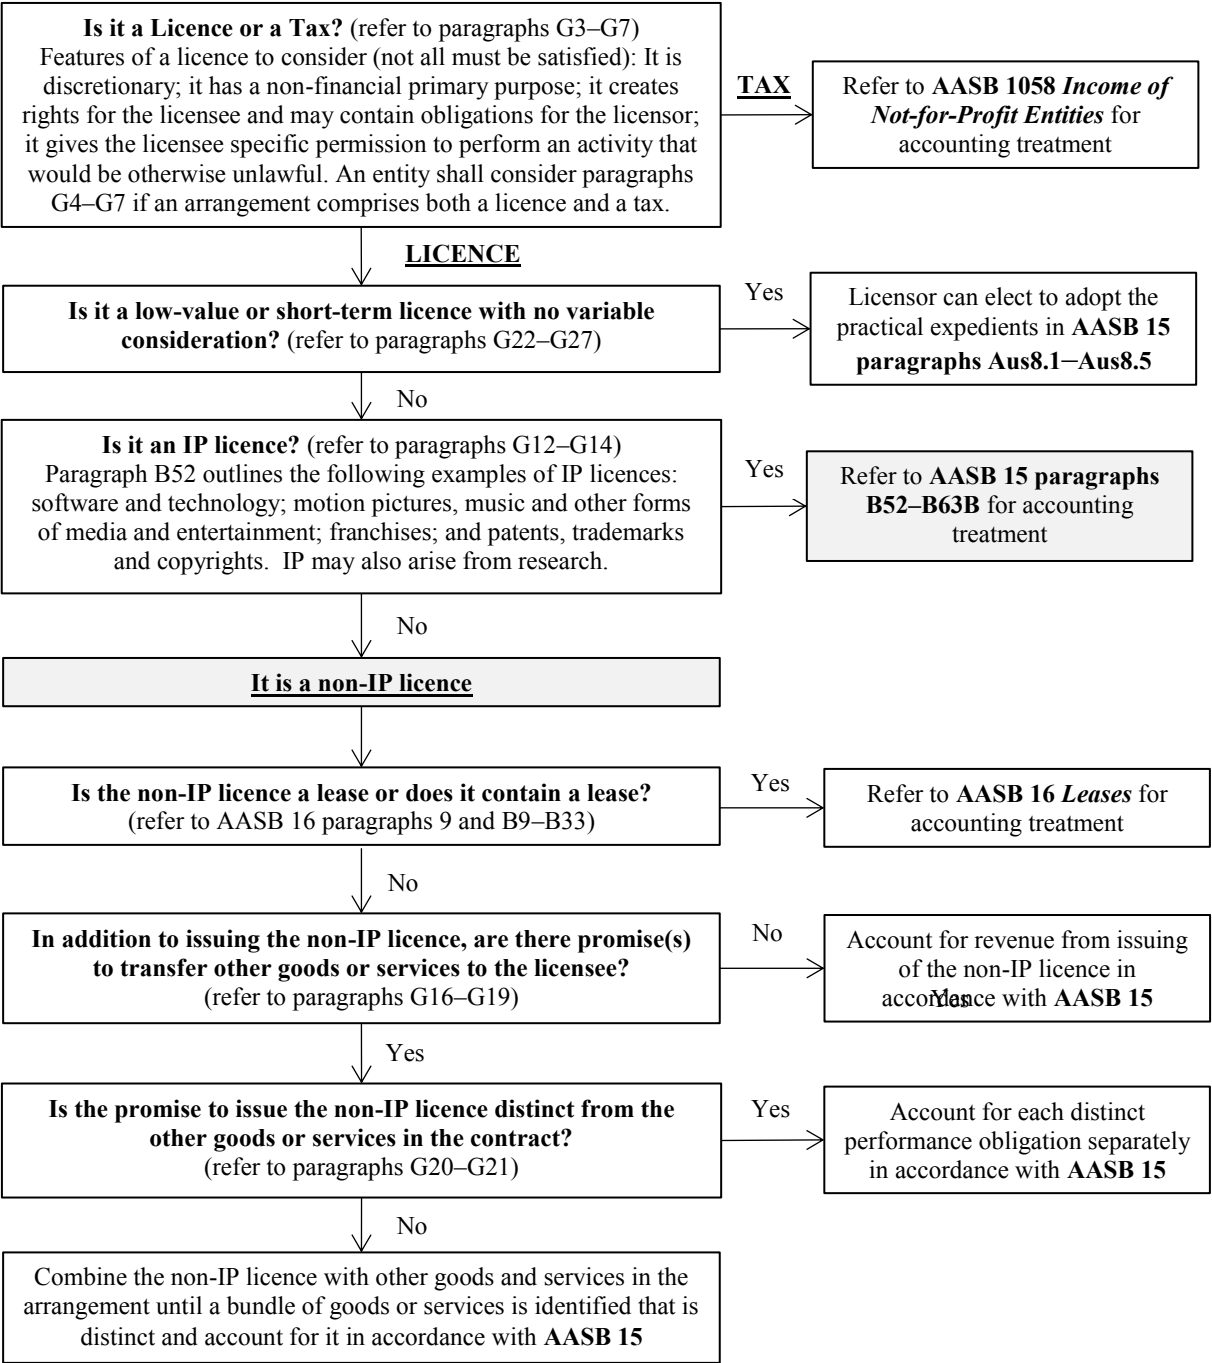 Is it a Licence or a Tax? (refer to paragraphs G3–G7)
Features of a licence to consider (not all must be satisfied): It is
discretionary; it has a non-financial primary purpose; it creates
rights for the licensee and may contain obligations for the licensor;
it gives the licensee specific permission to perform an activity that
would be otherwise unlawful. An entity shall consider paragraphs
G4–G7 if an arrangement comprises both a licence and a tax.
TAX
Refer to AASB 1058 Income of
Not-for-Profit Entities for
accounting treatment
LICENCE
Is it a low-value or short-term licence with no variable
consideration? (refer to paragraphs G22–G27)
Yes
Licensor can elect to adopt the
practical expedients in AASB 15
paragraphs Aus8.1–Aus8.5
No
Is it an IP licence? (refer to paragraphs G12–G14)
Paragraph B52 outlines the following examples of IP licences:
software and technology; motion pictures, music and other forms
of media and entertainment; franchises; and patents, trademarks
and copyrights.  IP may also arise from research.
Yes
Refer to AASB 15 paragraphs
B52–B63B for accounting
treatment
No
It is a non-IP licence
Is the non-IP licence a lease or does it contain a lease?
(refer to AASB 16 paragraphs 9 and B9–B33)
Yes
Refer to AASB 16 Leases for
accounting treatment
No
In addition to issuing the non-IP licence, are there promise(s)
to transfer other goods or services to the licensee?
(refer to paragraphs G16–G19)
No
Account for revenue from issuing
of the non-IP licence in
accordance with AASB 15
Yes
Yes
Is the promise to issue the non-IP licence distinct from the
other goods or services in the contract?
(refer to paragraphs G20–G21)
Yes
Account for each distinct
performance obligation separately
in accordance with AASB 15
No
Combine the non-IP licence with other goods and services in the
arrangement until a bundle of goods or services is identified that is
distinct and account for it in accordance with AASB 15